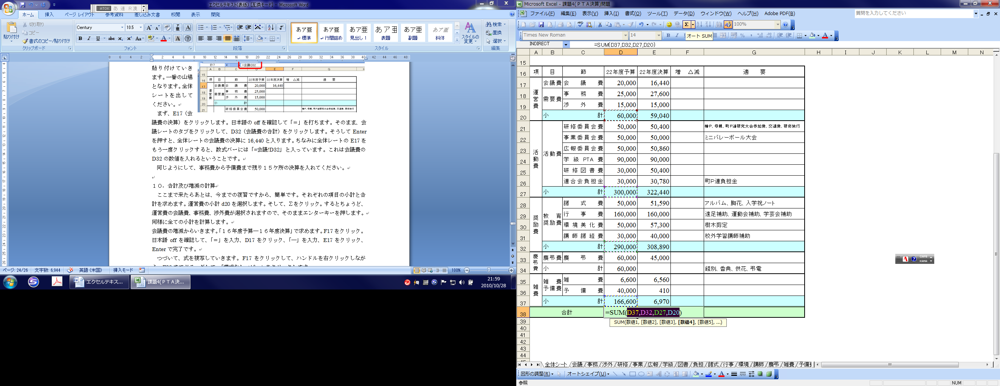 エクセルテキスト(表紙) [互換モード] - Microsoft Word
ATOK あ 連 R漢
ホーム 挿入 ページ レイアウト 参考資料 差し込み文書 校閲 表示 開発
貼り付け
切り取り
コピー
書式のコピー/貼り付け
クリップボード
Century 10.5
フォント
段落
あア亜 標準
あア亜 行間詰め
あア亜 見出し 1
あア亜 表題
あア亜 副題
あア亜 斜体
スタイルの変更
スタイル
検索
置換
選択
編集
8 6 4 2 2 4 6 8 10 12 14 16 18 20 22 24 26 28 30 32 34 36 38 40 42 44 46 48
貼り付けていき
ます。一番の山場
となります。全体
シートを出して
ください。
E17 =会議!D32
A B C D E F G H
15
16 項 目 節 22年度予算 22年度決算 増 △減 適 要
17 会議費 会 議 費 20,000 16,440
18 需要費 事 務 費 25,000
19 渉 外 費 15,000
運営費
20 小 計
21 研修委員会費 50,000 檜P、母親、町P連研究大会参加費、交通費、研修旅行
まず、E17（会
議費の決算）をクリックします。日本語の off を確認して「＝」を打ちます。そのまま、会
議シートのタブをクリックして、D32（会議費の合計）をクリックします。そうして Enter
を押すと、全体シートの会議費の決算に 16,440 と入ります。ちなみに全体シートの E17 を
もう一度クリックすると、数式バーには「=会議!D32」と入っています。これは会議費の
D32 の数値を入れるということです。
同じようにして、事務費から予備費まで残り１５ケ所の決算を入れてください。
１０．合計及び増減の計算
ここまで来たらあとは、今までの復習ですから、簡単です。それぞれの項目の小計と合
計を求めます。運営費の小計 d20 を選択します。そして、Σをクリック。するとちょうど、
運営費の会議費、事務費、渉外費が選択されますので、そのままエンターキーを押します。
同様に全ての小計を計算します。
会議費の増減からいきます。「１６年度予算―１６年度決算」で求めます。F17 をクリック。
日本語 off を確認して、「＝」を入力、D17 をクリック、「―」を入力、E17 をクリック、
Enter で完了です。
つづいて、式を複写していきます。F17 をクリックして、ハンドルを右クリックしなが
ページ: 24/26 文字数: 6,944 英語 (米国) 挿入モード 100%
エクセルテキス... 課題4(ＰＴＡ決...
21:59
2010/10/28
Microsoft Excel - 課題4(ＰＴＡ決算)問題
ファイル(F) 編集(E) 表示(V) 挿入(I) 書式(O) ツール(T) データ(D) ウィンドウ(W) ヘルプ(H) Adobe PDF(B) 質問を入力してください
100%
Times New Roman 14
オート SUM
INDIRECT =SUM(D37,D32,D27,D20)
A B C D E F G H I J K L M N
15
16 項 目 節 22年度予算 22年度決算 増 △減 適 要
17 会議費 会 議 費 20,000 16,440
運営費
18 需要費 事 務 費 25,000 27,600
19 渉 外 費 15,000 15,000
20 小 計 60,000 59,040
21 研修委員会費 50,000 50,400 檜P、母親、町P連研究大会参加費、交通費、研修旅行
22 事業委員会費 50,000 50,000 ミニバレーボール大会
活動費
23 活動費 広報委員会費 50,000 50,860
24 学 級 PTA 費 90,000 90,000
25 研修図書費 30,000 50,400
26 連合会負担金 30,000 30,780 町P連負担金
27 小 計 300,000 322,440
28 諸 式 費 50,000 51,590 アルバム、胸花、入学祝ノート
奨励費
29 教 育 奨励費 行 事 費 160,000 160,000 遠足補助、運動会補助、学芸会補助
30 環境美化費 50,000 57,300 樹木剪定
31 講師諸経費 30,000 40,000 校外学習講師補助
32 小 計 290,000 308,890
慶弔費
33 慶弔費 慶 弔 費 60,000 45,000
34 小 計 60,000 餞別、香典、供花、弔電
雑費
35 雑 費 雑 費 6,600 6,560
36 予備費 予 備 費 40,000 410
37 小 計 166,600 6,970
38 合計 =SUM(D37,D32,D27,D20)
SUM(数値1, [数値2], [数値3], [数値4], [数値5], ...)
39
40
41
42
43
44
A CAPS KANA
全体シート 会議 事務 渉外 研修 事業 広報 学級 図書 負担 諸式 行事 環境 講師 慶弔 雑費 予備
図形の調整(R) オートシェイプ(U)
参照 NUM